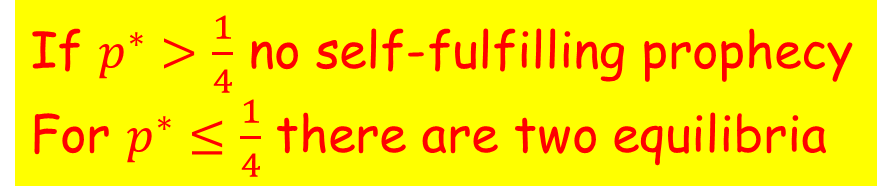 If p* > 1/4 no self-fulfilling prophecy
For p* ≤ 1/4 there are two equilibria